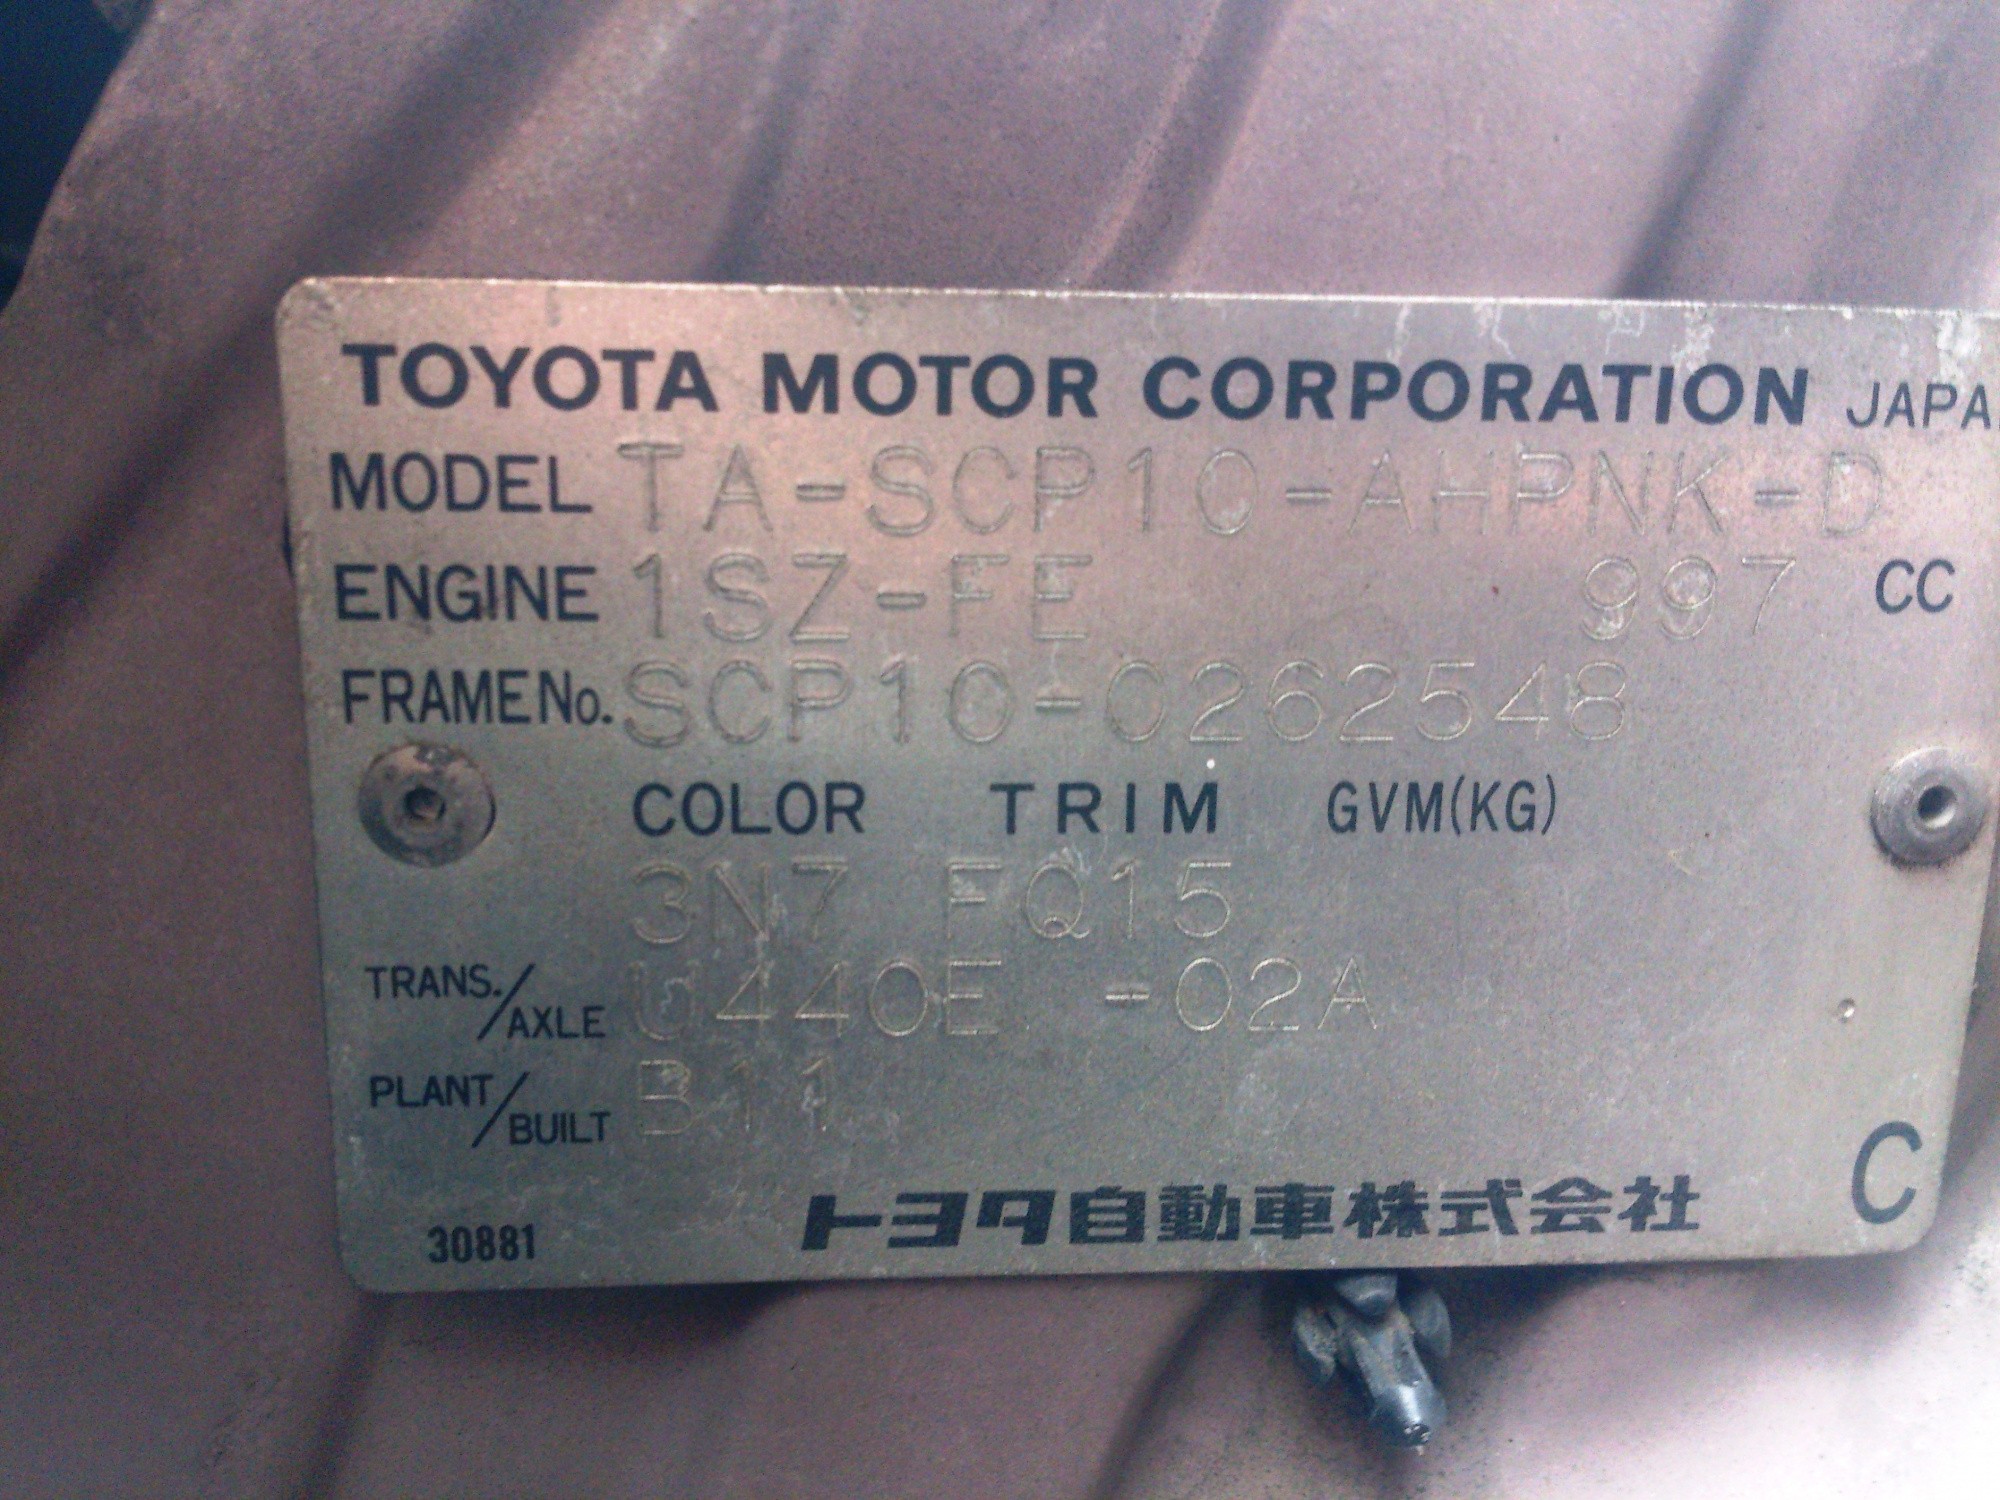 TOYOTA MOTOR CORPORATION JAPA
MODEL TA-SCP10-AHPNK-D
ENGINE 1SZ-FE 997 CC
FRAME No. SCP10-0262548
COLOR TRIM GVM(KG)
3N7 FQ15
TRANS./AXLE U440E -02A
PLANT/BUILT B11
トヨタ自動車株式会社 C
30881